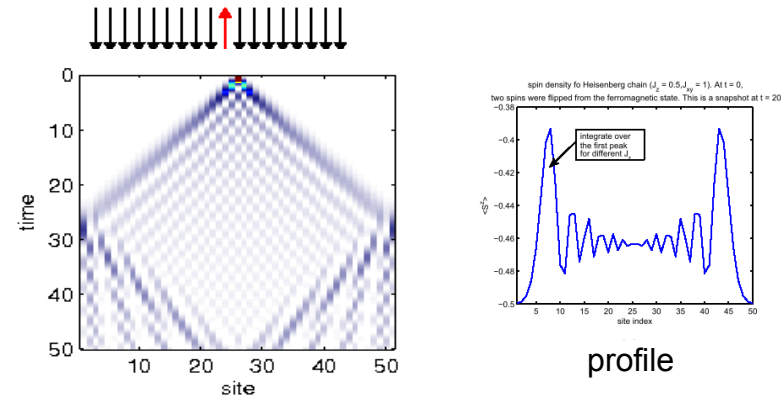 0
10
20
30
40
50
time
10 20 30 40 50
site
spin density fo Heisenberg chain (J_z = 0.5,J_xy = 1). At t = 0,
two spins were flipped from the ferromagnetic state. This is a snapshot at t = 20
−0.38
−0.4
−0.42
−0.44
−0.46
−0.48
−0.5
<S^z>
integrate over
the first peak
for different J_z
5 10 15 20 25 30 35 40 45 50
site index
profile